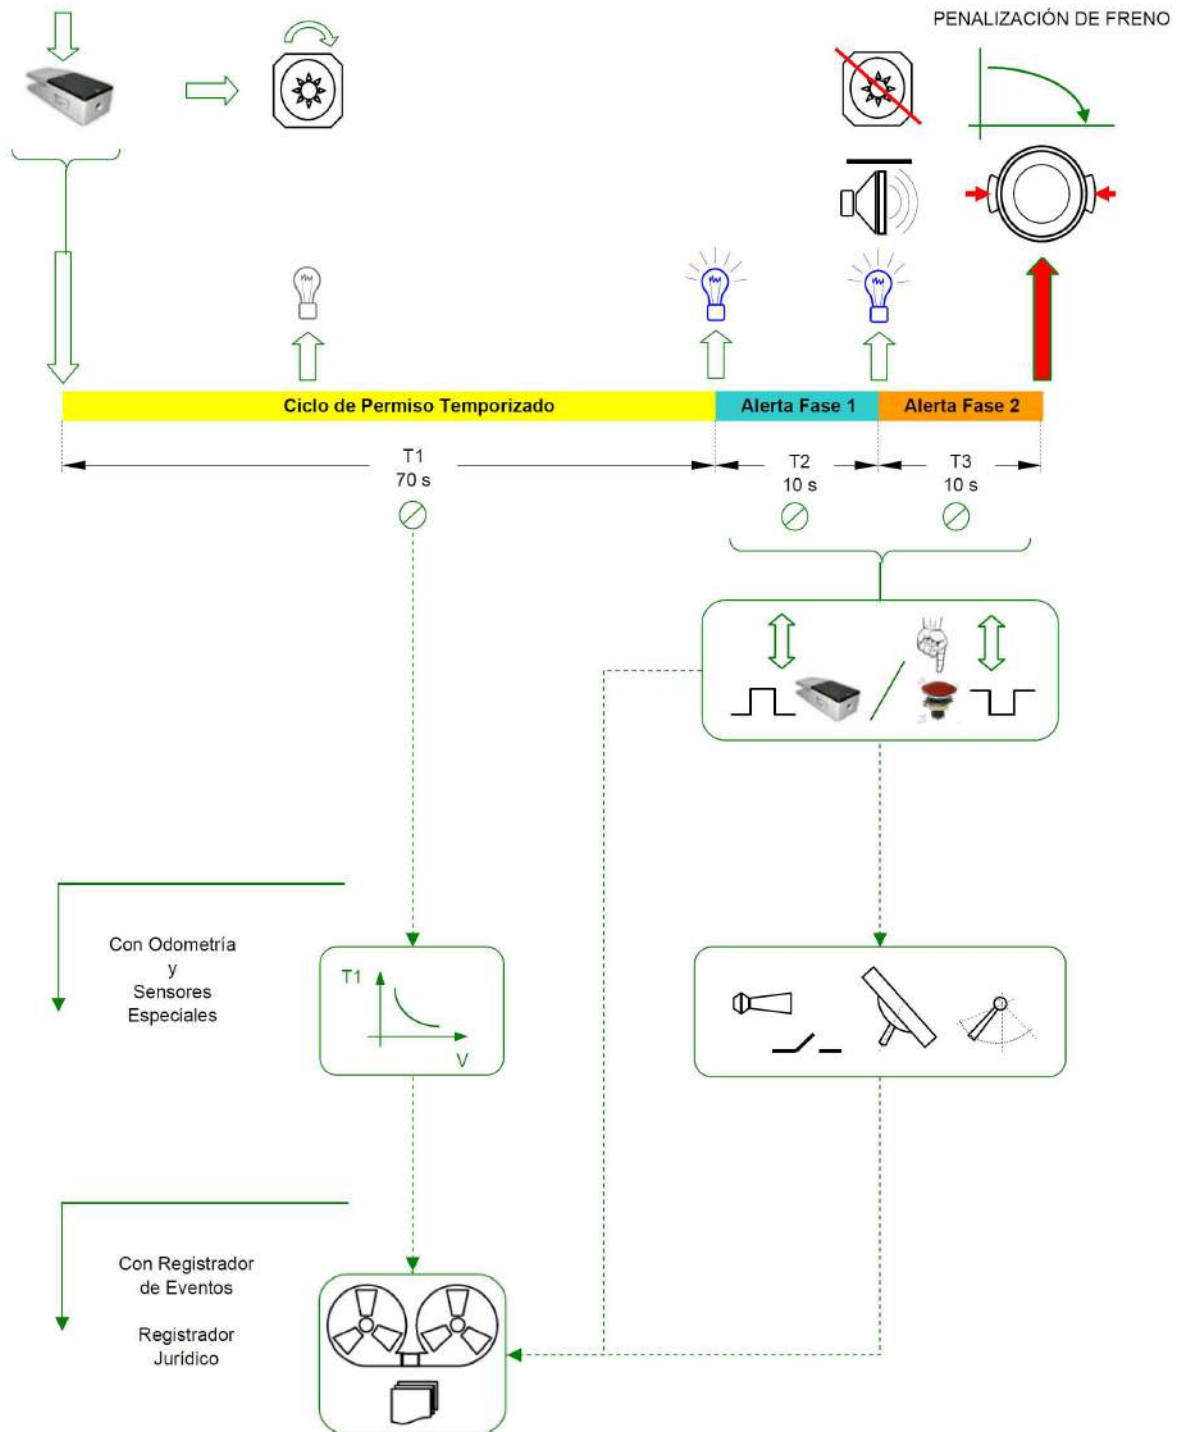 PENALIZACIÓN DE FRENO
Ciclo de Permiso Temporizado
Alerta Fase 1
Alerta Fase 2
T1
70 s
T2
10 s
T3
10 s
Con Odometría
y
Sensores
Especiales
T1
V
Con Registrador
de Eventos
Registrador
Jurídico